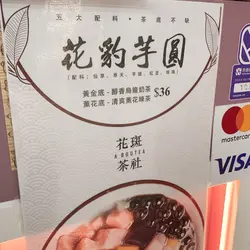 五大配料·茶底不缺
花豹芋圓
黃金底 - 醇香烏龍奶茶 $36
薰花底 - 清爽薰花綠茶
花斑
A BOUTEA
茶社
mastercard
VISA